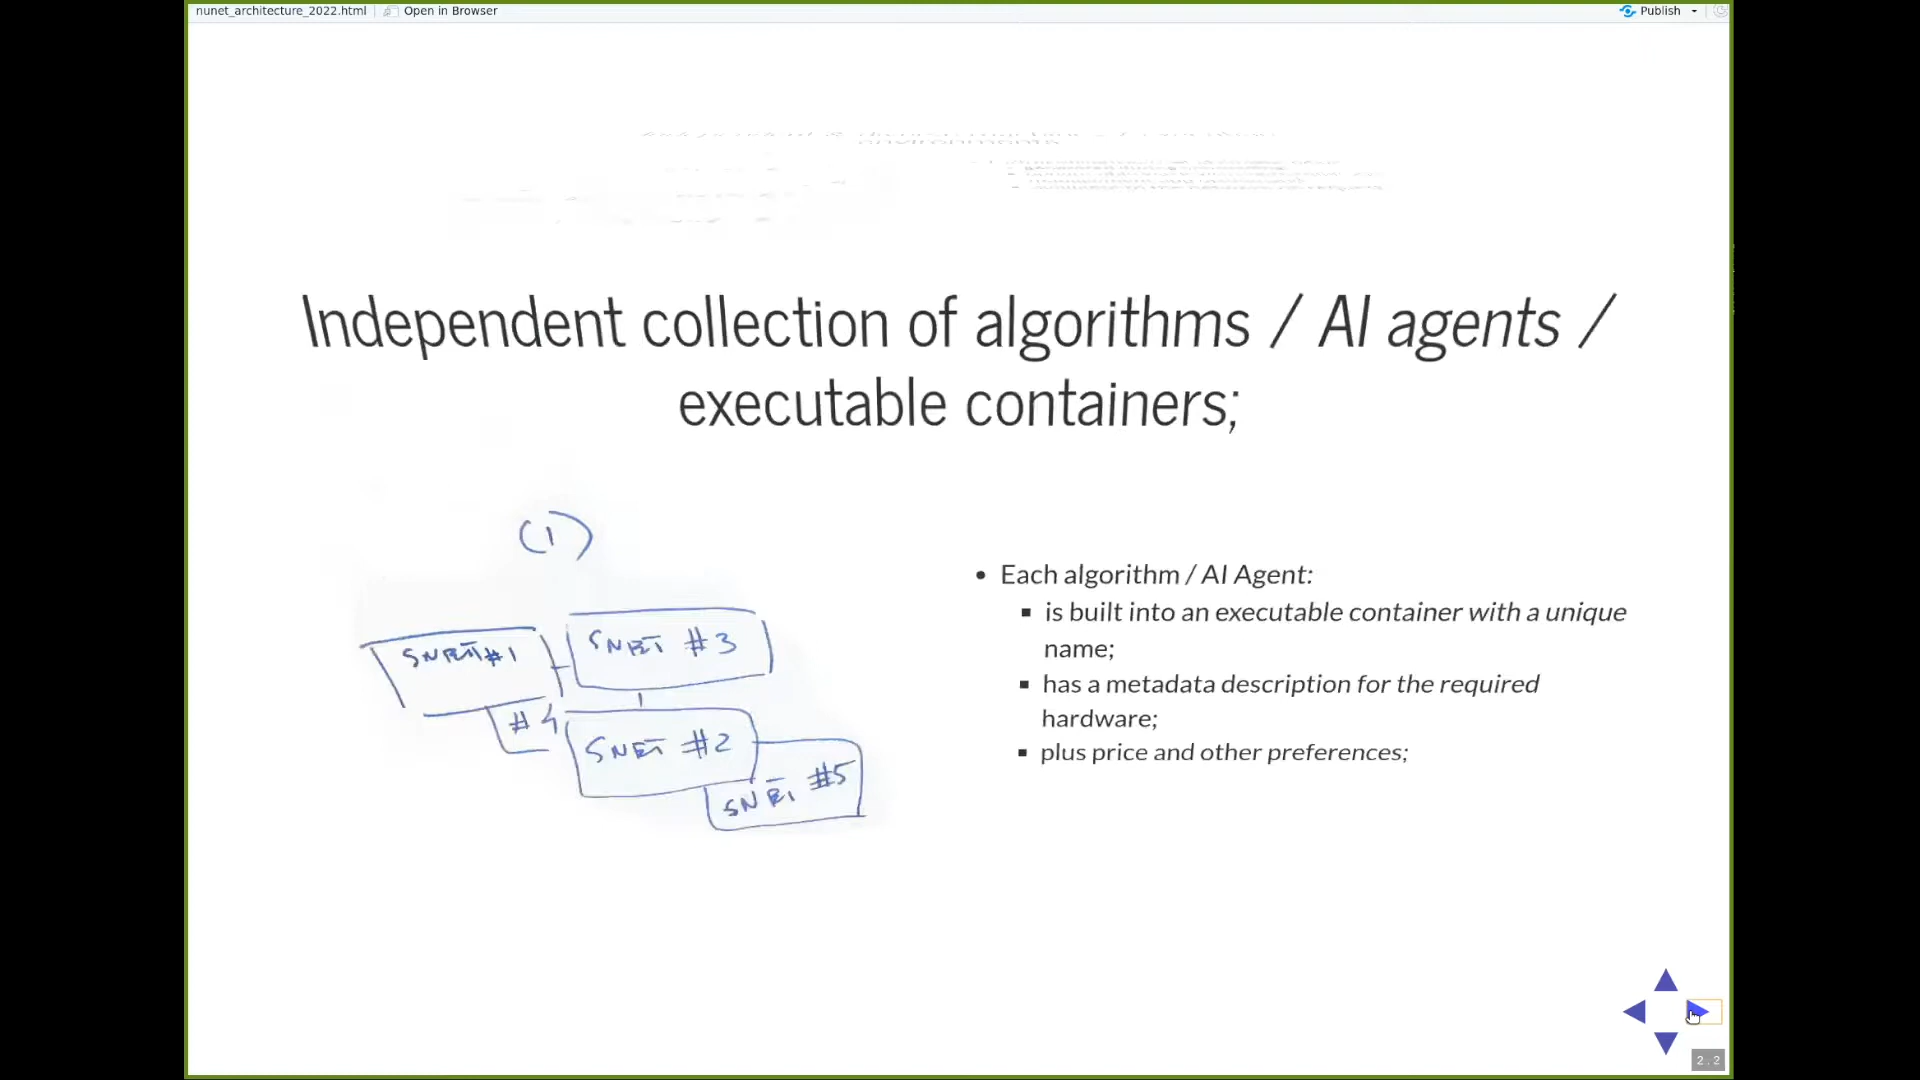 nunet_architecture_2022.html Open in Browser Publish
Independent collection of algorithms / AI agents /
executable containers;
(1)
SNET #1
SNET #3
# 4
SNET #2
SNET #5
• Each algorithm / AI Agent:
▪ is built into an executable container with a unique
name;
▪ has a metadata description for the required
hardware;
▪ plus price and other preferences;
2.2